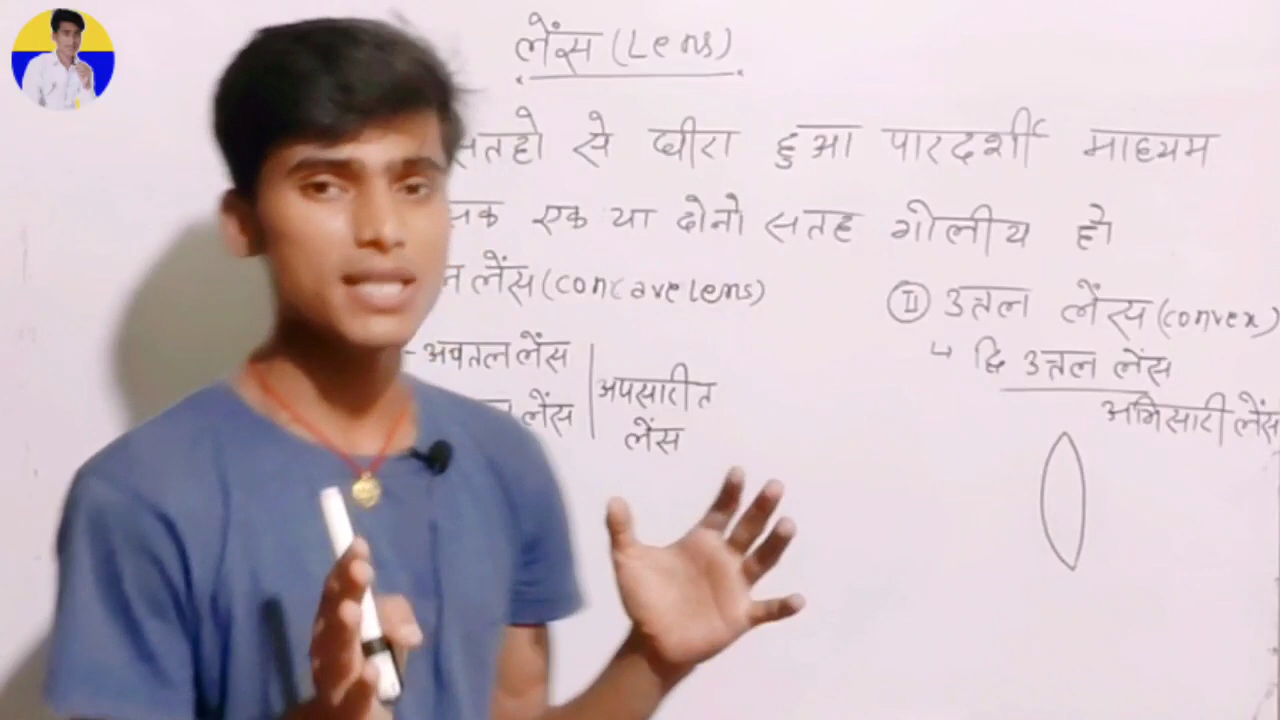 लेंस (Lens)
सतहो से घीरा हुआ पारदर्शी माध्यम
एक या दोनो सतह गोलीय हो
लेंस (concave lens)
II उत्तल लेंस (convex)
अवतल लेंस
अपसारीत
द्वि उत्तल लेंस
लेंस
लेंस
अभिसारी लेंस